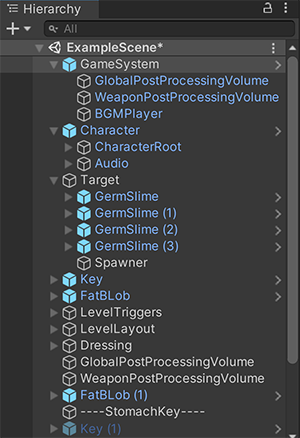 Hierarchy
All
ExampleScene*
GameSystem
GlobalPostProcessingVolume
WeaponPostProcessingVolume
BGMPlayer
Character
CharacterRoot
Audio
Target
GermSlime
GermSlime (1)
GermSlime (2)
GermSlime (3)
Spawner
Key
FatBLob
LevelTriggers
LevelLayout
Dressing
GlobalPostProcessingVolume
WeaponPostProcessingVolume
FatBLob (1)
----StomachKey----
Key (1)